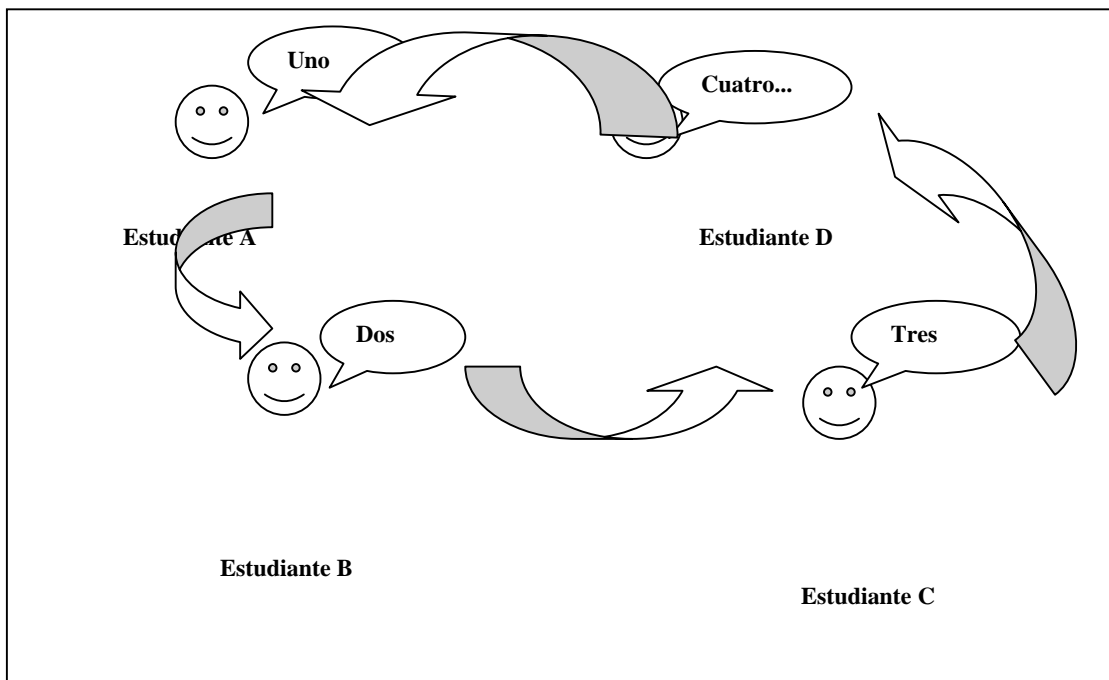 Uno
Cuatro...
Estudiante A
Estudiante D
Dos
Tres
Estudiante B
Estudiante C